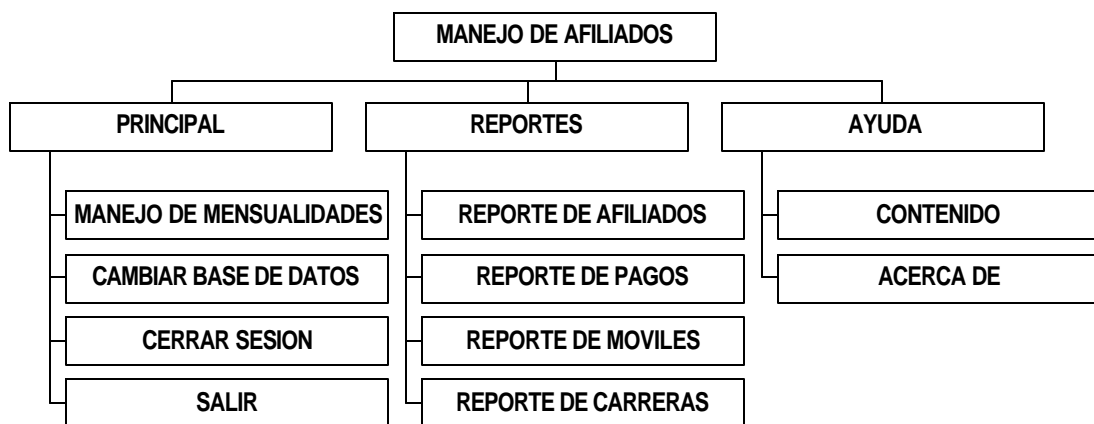 MANEJO DE AFILIADOS
PRINCIPAL
REPORTES
AYUDA
MANEJO DE MENSUALIDADES
REPORTE DE AFILIADOS
CONTENIDO
CAMBIAR BASE DE DATOS
REPORTE DE PAGOS
ACERCA DE
CERRAR SESION
REPORTE DE MOVILES
SALIR
REPORTE DE CARRERAS